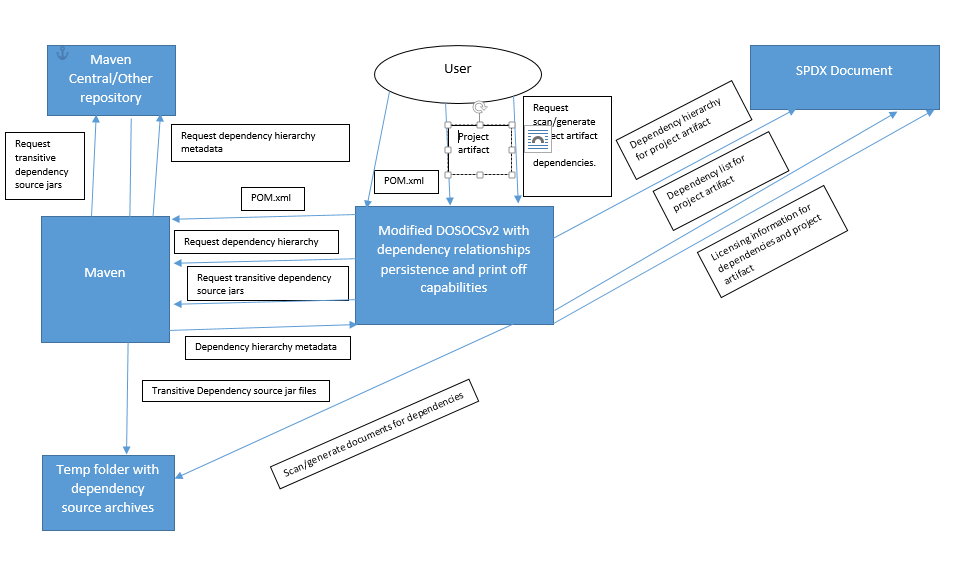 Maven
Central/Other
repository
User
SPDX Document
Request
transitive
dependency
source jars
Request dependency hierarchy
metadata
Project
artifact
Request
scan/generate
artifact
dependencies.
Dependency hierarchy
for project artifact
Dependency list for
project artifact
Licensing information for
dependencies and project
artifact
POM.xml
POM.xml
Request dependency hierarchy
Request transitive dependency
source jars
Maven
Modified DOSOCSv2 with
dependency relationships
persistence and print off
capabilities
Dependency hierarchy metadata
Transitive Dependency source jar files
Scan/generate documents for dependencies
Temp folder with
dependency
source archives